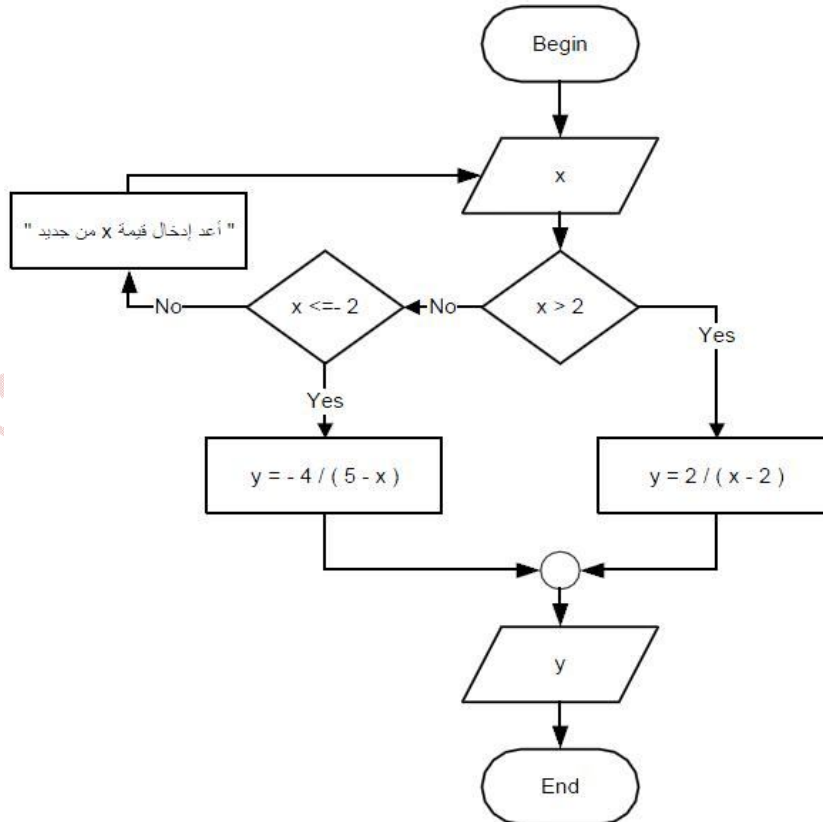 Begin
x
" أعد إدخال قيمة x من جديد "
x <=- 2
x > 2
No
No
Yes
Yes
y = - 4 / ( 5 - x )
y = 2 / ( x - 2 )
y
End